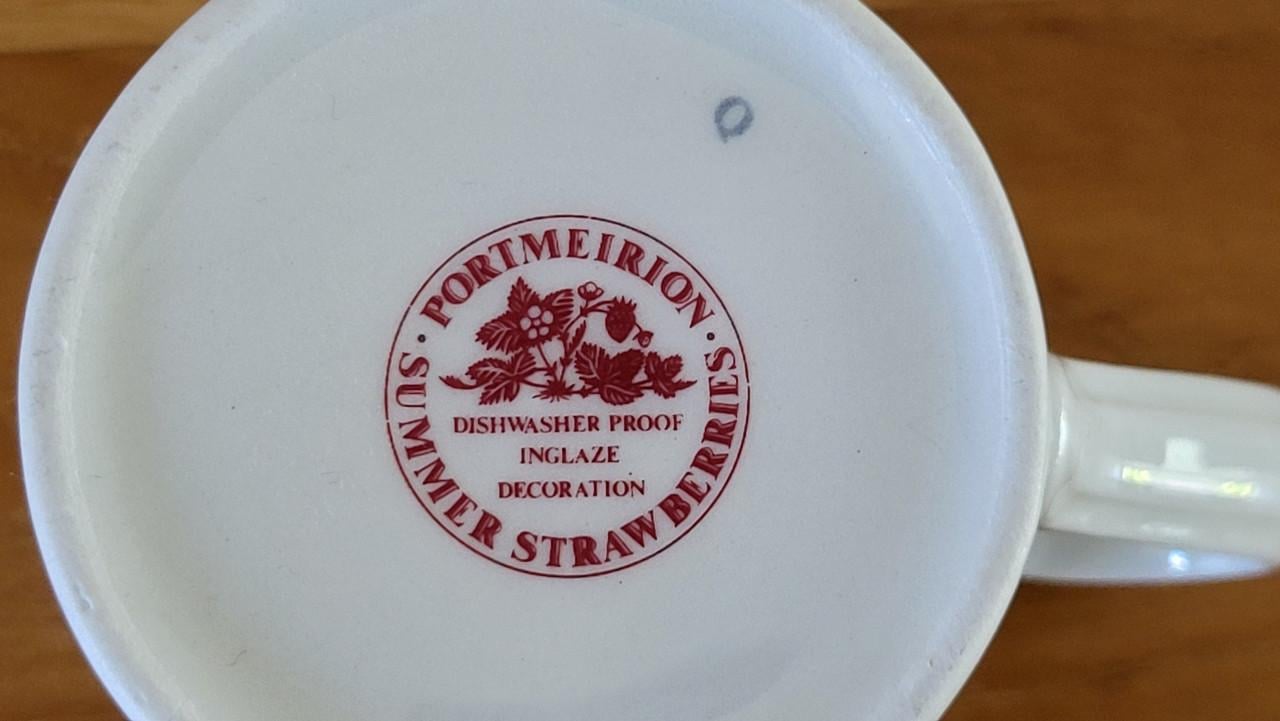 PORTMEIRION
DISHWASHER PROOF
INGLAZE
DECORATION
SUMMER STRAWBERRIES
O